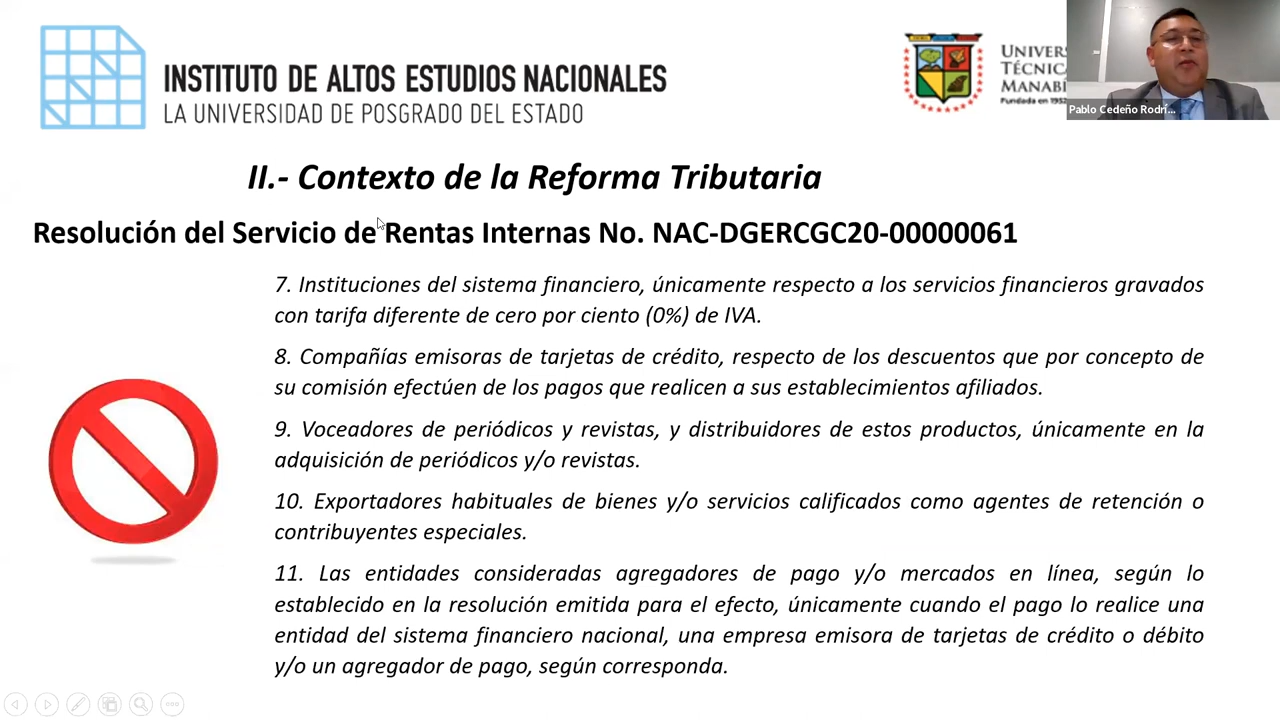 INSTITUTO DE ALTOS ESTUDIOS NACIONALES
LA UNIVERSIDAD DE POSGRADO DEL ESTADO
TÉCNICA
Fundada en
Pablo Cedeño Rodrí...
II.- Contexto de la Reforma Tributaria
Resolución del Servicio de Rentas Internas No. NAC-DGERCGC20-00000061
7. Instituciones del sistema financiero, únicamente respecto a los servicios financieros gravados
con tarifa diferente de cero por ciento (0%) de IVA.
8. Compañías emisoras de tarjetas de crédito, respecto de los descuentos que por concepto de
su comisión efectúen de los pagos que realicen a sus establecimientos afiliados.
9. Voceadores de periódicos y revistas, y distribuidores de estos productos, únicamente en la
adquisición de periódicos y/o revistas.
10. Exportadores habituales de bienes y/o servicios calificados como agentes de retención o
contribuyentes especiales.
11. Las entidades consideradas agregadores de pago y/o mercados en línea, según lo
establecido en la resolución emitida para el efecto, únicamente cuando el pago lo realice una
entidad del sistema financiero nacional, una empresa emisora de tarjetas de crédito o débito
y/o un agregador de pago, según corresponda.